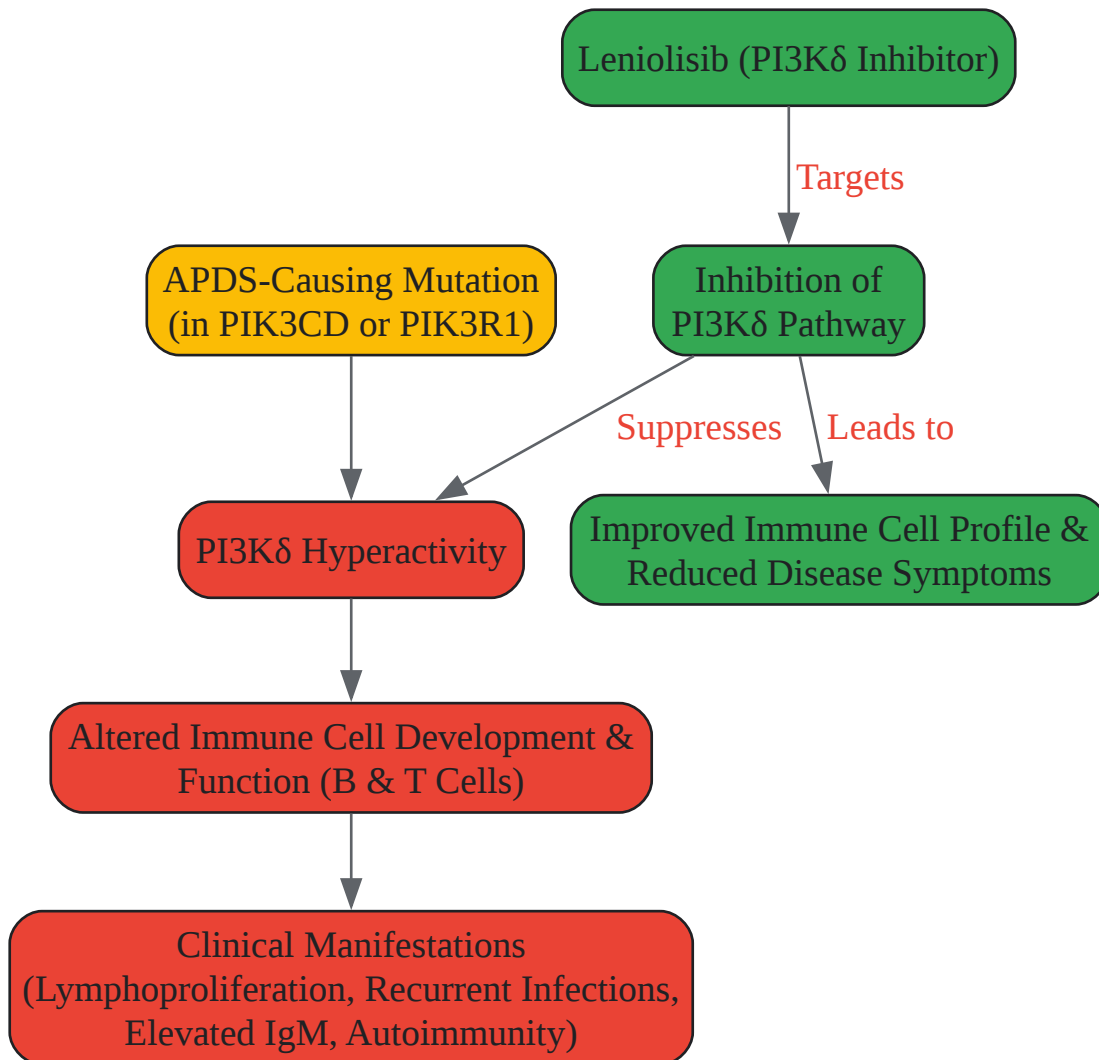 Leniolisib (PI3Kδ Inhibitor)
Targets
APDS-Causing Mutation
(in PIK3CD or PIK3R1)
Inhibition of
PI3Kδ Pathway
Suppresses
Leads to
PI3Kδ Hyperactivity
Improved Immune Cell Profile &
Reduced Disease Symptoms
Altered Immune Cell Development &
Function (B & T Cells)
Clinical Manifestations
(Lymphoproliferation, Recurrent Infections,
Elevated IgM, Autoimmunity)